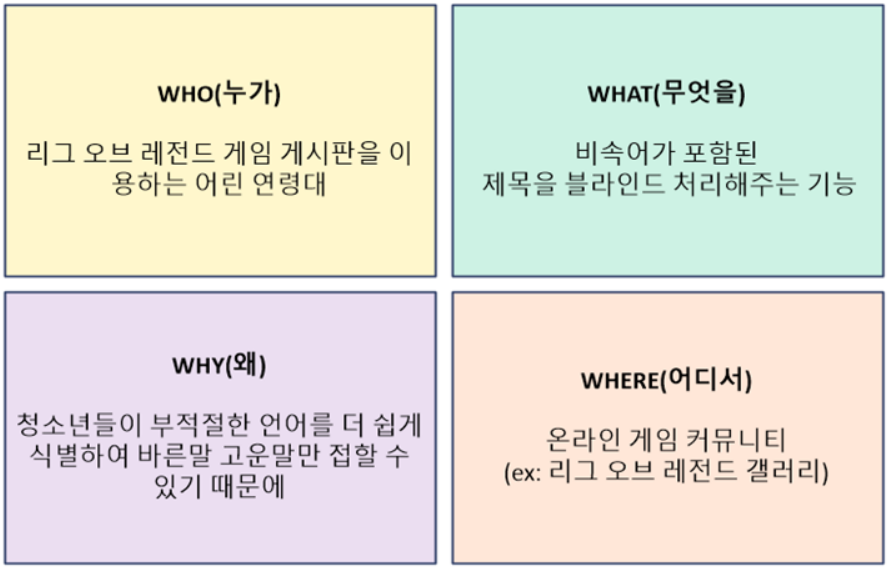 WHO(누가)
리그 오브 레전드 게임 게시판을 이
용하는 어린 연령대
WHAT(무엇을)
비속어가 포함된
제목을 블라인드 처리해주는 기능
WHY(왜)
청소년들이 부적절한 언어를 더 쉽게
식별하여 바른말 고운말만 접할 수
있기 때문에
WHERE(어디서)
온라인 게임 커뮤니티
(ex: 리그 오브 레전드 갤러리)